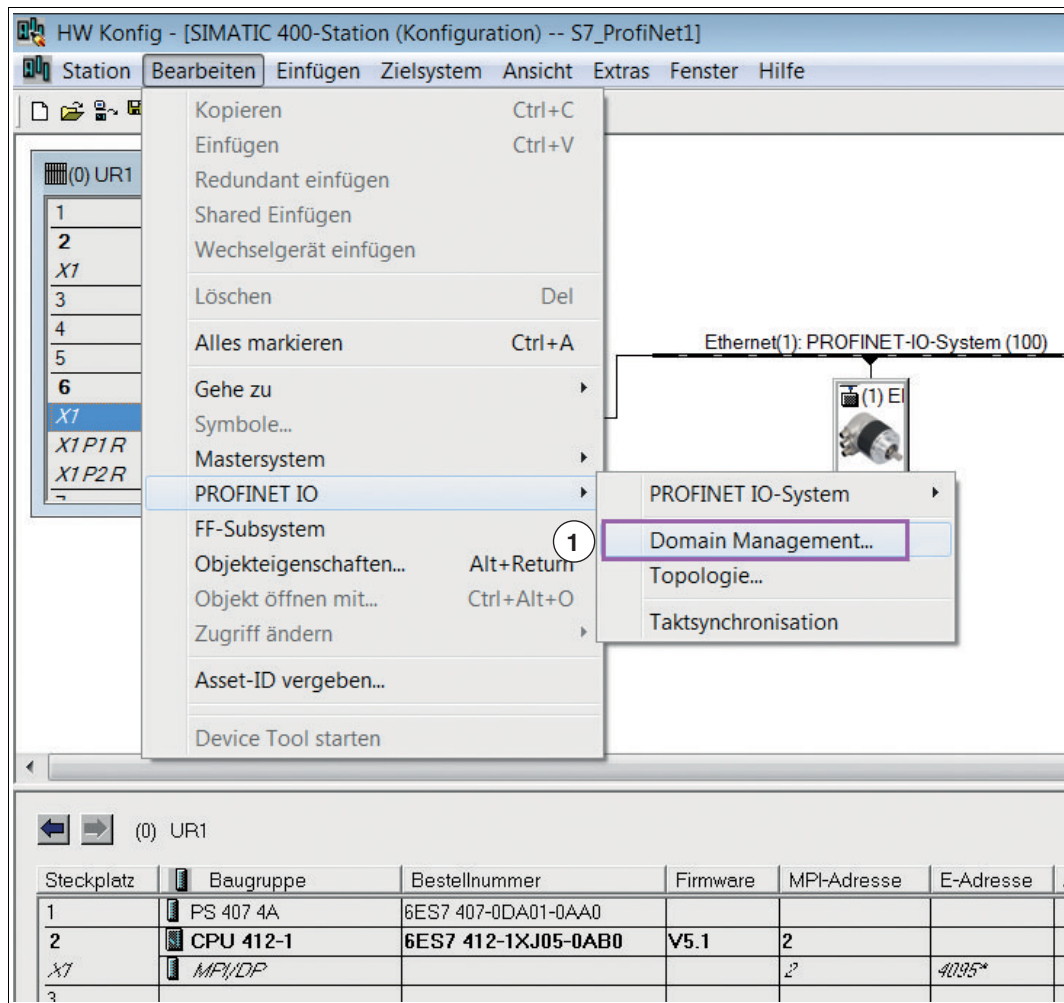 HW Konfig - [SIMATIC 400-Station (Konfiguration) -- S7_ProfiNet1]
Station Bearbeiten Einfügen Zielsystem Ansicht Extras Fenster Hilfe
Kopieren Ctrl+C
Einfügen Ctrl+V
Redundant einfügen
Shared Einfügen
Wechselgerät einfügen
Löschen Del
Alles markieren Ctrl+A
Gehe zu
Symbole...
Mastersystem
PROFINET IO
FF-Subsystem
Objekteigenschaften... Alt+Return
Objekt öffnen mit... Ctrl+Alt+O
Zugriff ändern
Asset-ID vergeben...
Device Tool starten
(0) UR1
1
2
X1
3
4
5
6
X1
X1 P1 R
X1 P2 R
Ethernet(1): PROFINET-IO-System (100)
(1) El
1
PROFINET IO-System
Domain Management...
Topologie...
Taktsynchronisation
(0) UR1
Steckplatz Baugruppe Bestellnummer Firmware MPI-Adresse E-Adresse
1 PS 407 4A 6ES7 407-0DA01-0AA0
2 CPU 412-1 6ES7 412-1XJ05-0AB0 V5.1 2
X1 MPI/DP 2 4095*
3